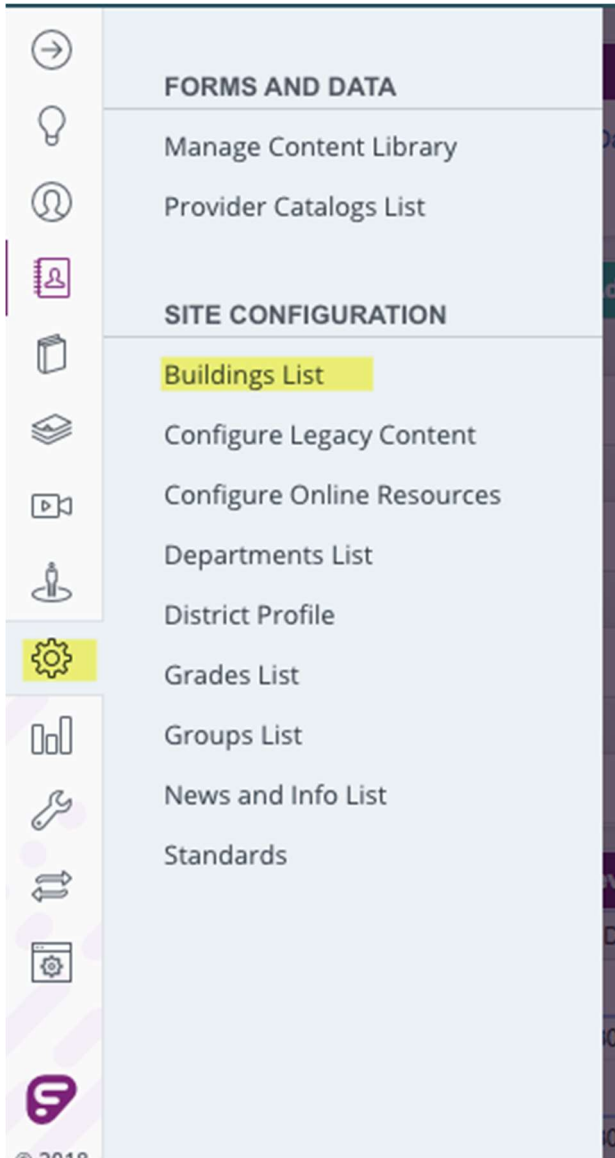 FORMS AND DATA
Manage Content Library
Provider Catalogs List
SITE CONFIGURATION
Buildings List
Configure Legacy Content
Configure Online Resources
Departments List
District Profile
Grades List
Groups List
News and Info List
Standards
© 2018